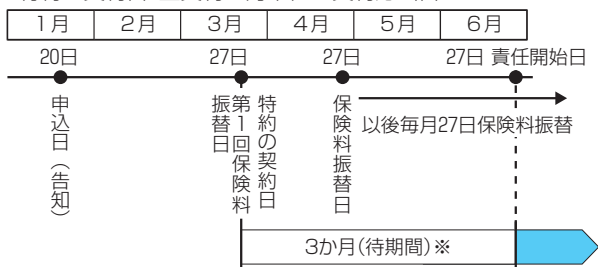 1月 2月 3月 4月 5月 6月
20日 27日 27日 27日 責任開始日
申込日（告知）
第1回保険料
振替日
特約の契約日
保険料振替日
以後毎月27日保険料振替
3か月(待期間)※